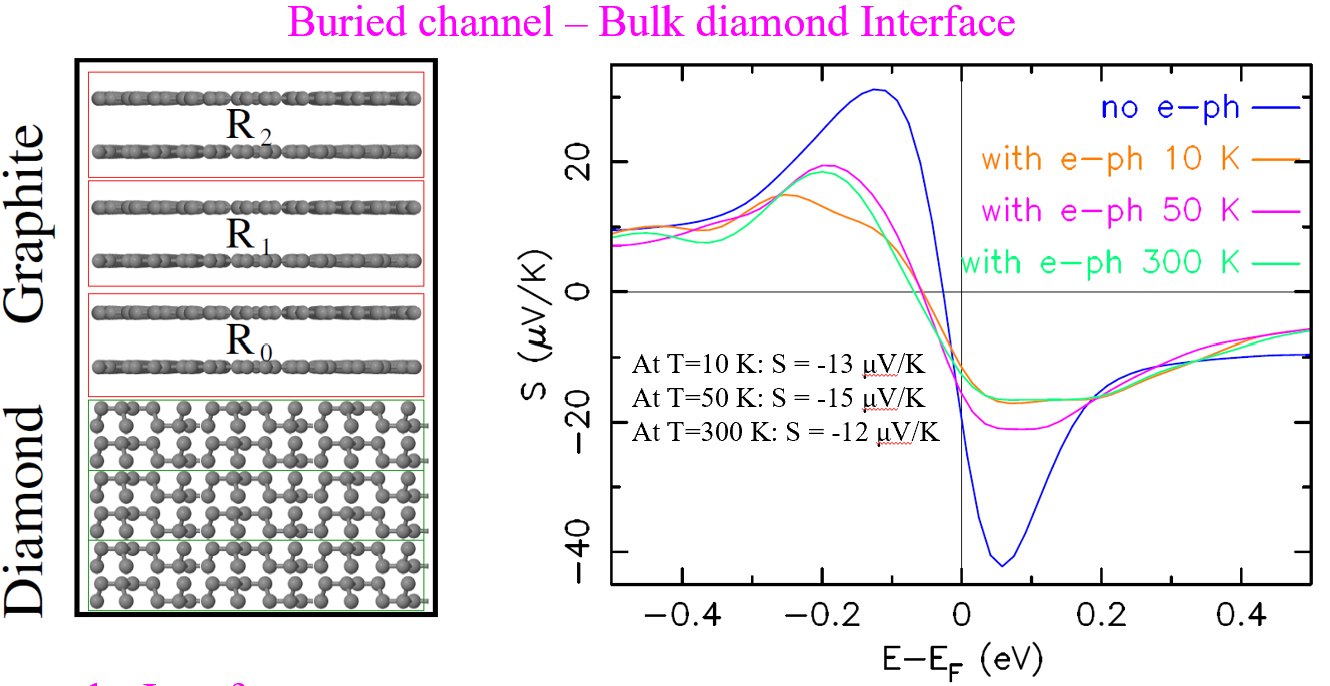 Buried channel – Bulk diamond Interface
Graphite
Diamond
R2
R1
R0
S (μV/K)
20
0
−20
−40
no e−ph
with e−ph 10 K
with e−ph 50 K
with e−ph 300 K
At T=10 K: S = -13 μV/K
At T=50 K: S = -15 μV/K
At T=300 K: S = -12 μV/K
−0.4
−0.2
0
0.2
0.4
E−EF (eV)